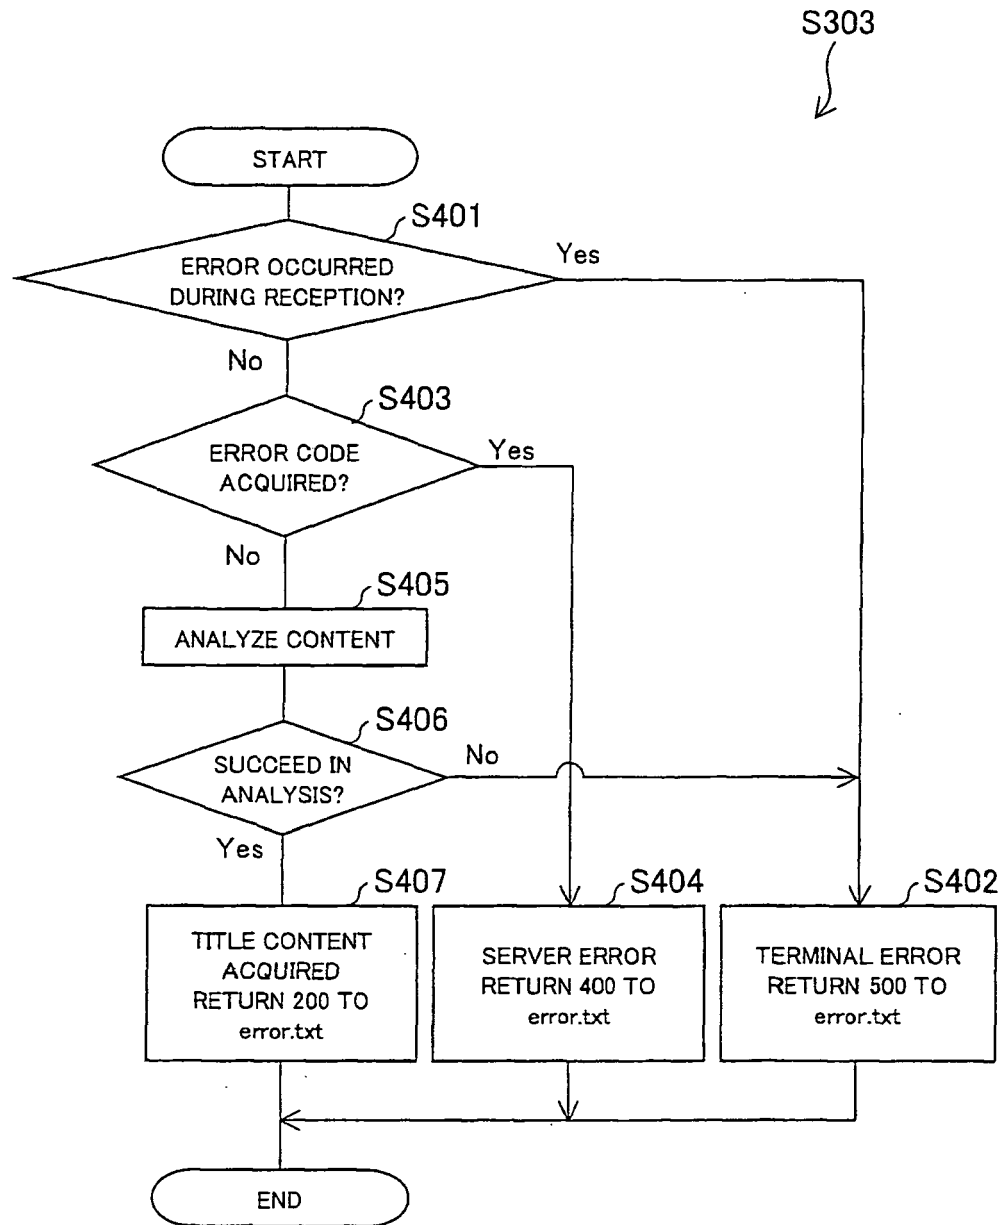 S303
START
S401
ERROR OCCURRED
DURING RECEPTION?
Yes
No
S403
ERROR CODE
ACQUIRED?
Yes
No
S405
ANALYZE CONTENT
S406
SUCCEED IN
ANALYSIS?
No
Yes
S407
TITLE CONTENT
ACQUIRED
RETURN 200 TO
error.txt
S404
SERVER ERROR
RETURN 400 TO
error.txt
S402
TERMINAL ERROR
RETURN 500 TO
error.txt
END